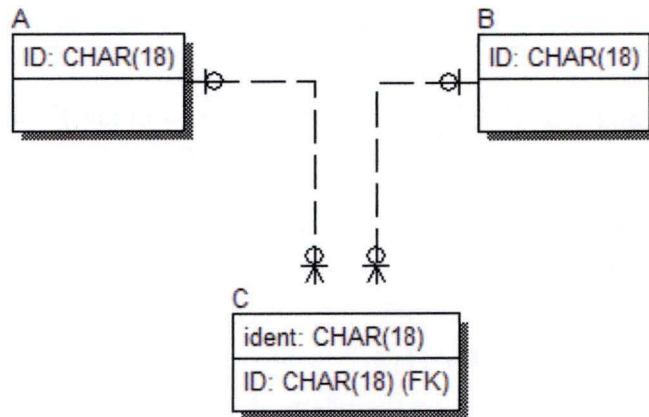 A
ID: CHAR(18)
B
ID: CHAR(18)
C
ident: CHAR(18)
ID: CHAR(18) (FK)